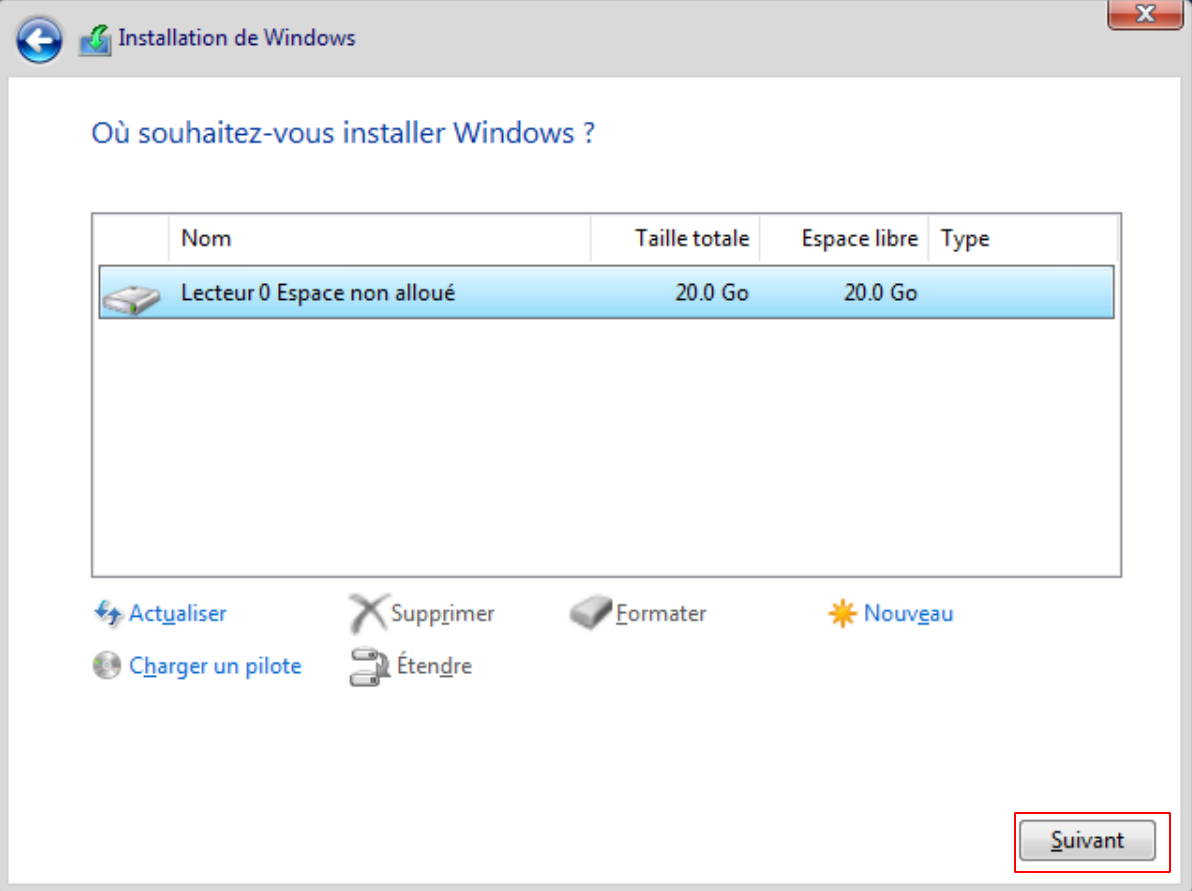 Installation de Windows
Où souhaitez-vous installer Windows ?
Nom Taille totale Espace libre Type
Lecteur 0 Espace non alloué 20.0 Go 20.0 Go
Actualiser Supprimer Formater Nouveau
Charger un pilote Étendre
Suivant